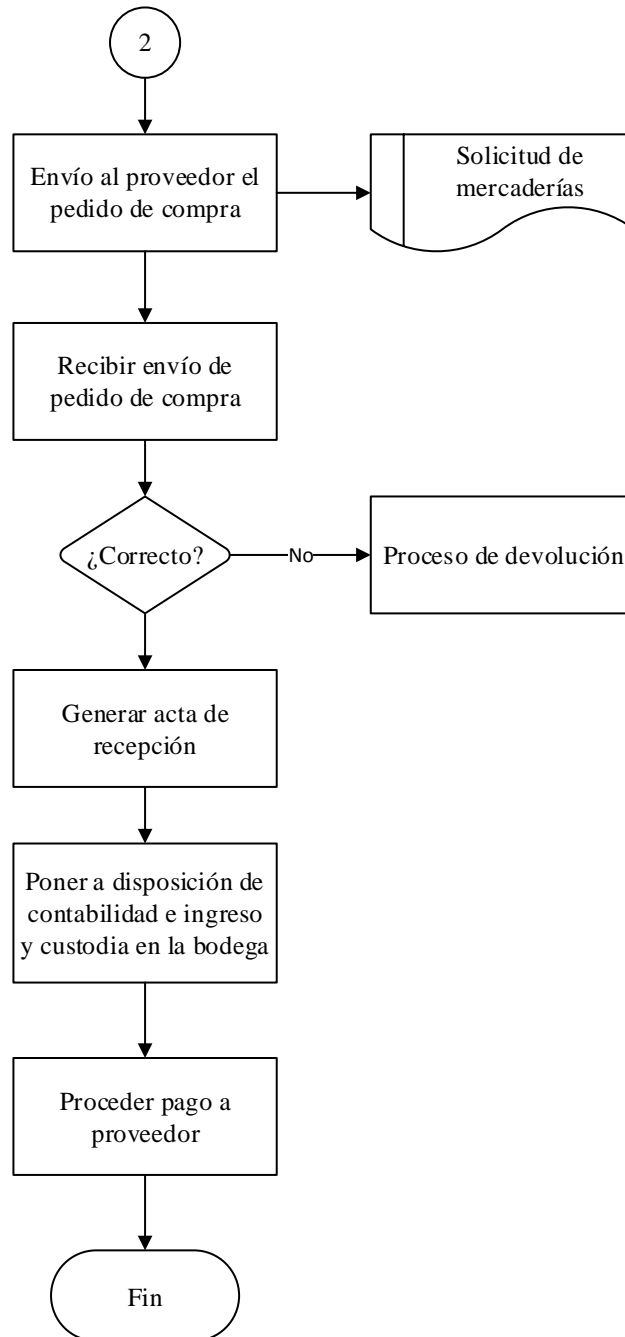 2
Envío al proveedor el
pedido de compra
Solicitud de
mercaderías
Recibir envío de
pedido de compra
¿Correcto?
No
Proceso de devolución
Generar acta de
recepción
Poner a disposición de
contabilidad e ingreso
y custodia en la bodega
Proceder pago a
proveedor
Fin